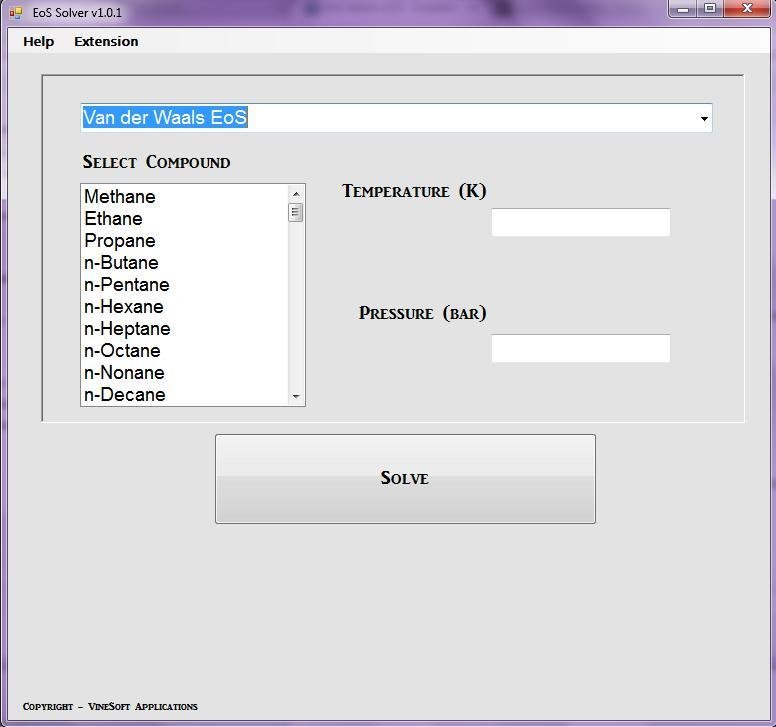 EoS Solver v1.0.1
Help Extension
Van der Waals EoS
Select Compound
Methane
Ethane
Propane
n-Butane
n-Pentane
n-Hexane
n-Heptane
n-Octane
n-Nonane
n-Decane
Temperature (K)
Pressure (bar)
Solve
Copyright - VineSoft Applications